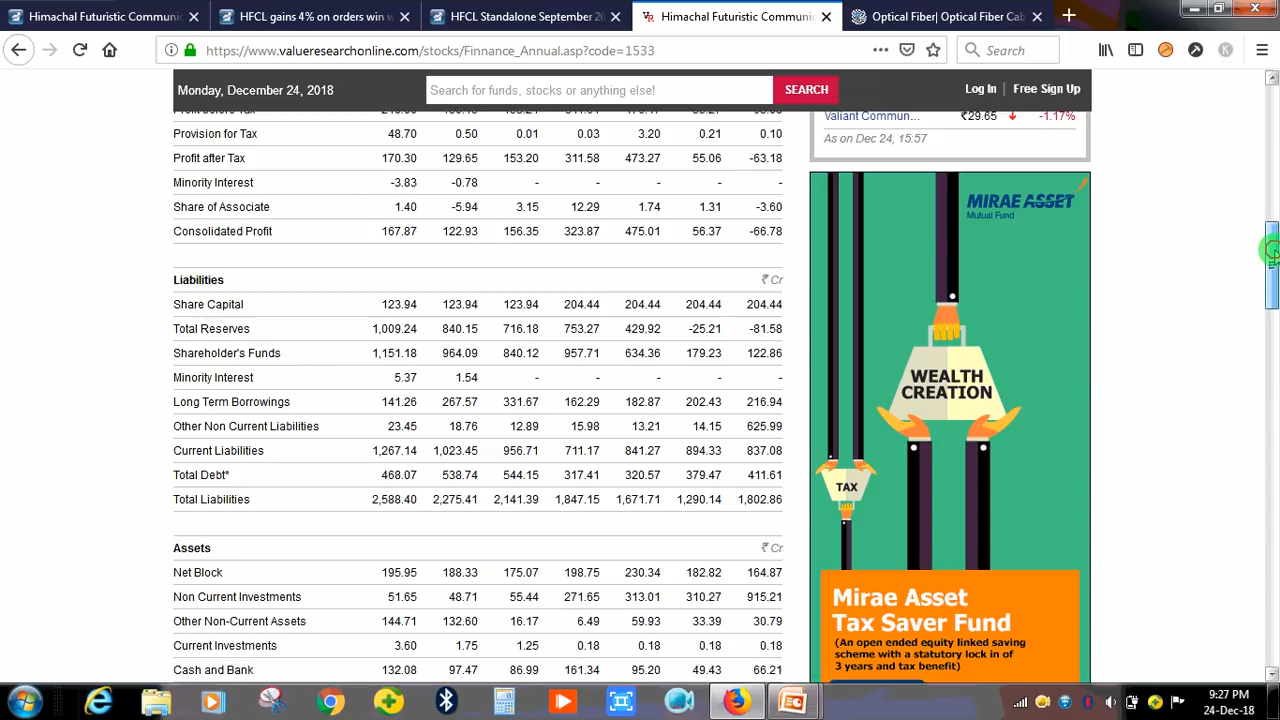 Himachal Futuristic Communic
HFCL gains 4% on orders win w
HFCL Standalone September 20
Himachal Futuristic Communic
Optical Fiber| Optical Fiber Cab
https://www.valueresearchonline.com/stocks/Finnance_Annual.asp?code=1533
Search
Monday, December 24, 2018
Search for funds, stocks or anything else!
SEARCH
Log In | Free Sign Up
Provision for Tax 48.70 0.50 0.01 0.03 3.20 0.21 0.10
Profit after Tax 170.30 129.65 153.20 311.58 473.27 55.06 -63.18
Minority Interest -3.83 -0.78 - - - - -
Share of Associate 1.40 -5.94 3.15 12.29 1.74 1.31 -3.60
Consolidated Profit 167.87 122.93 156.35 323.87 475.01 56.37 -66.78
Liabilities ₹ Cr
Share Capital 123.94 123.94 123.94 204.44 204.44 204.44 204.44
Total Reserves 1,009.24 840.15 716.18 753.27 429.92 -25.21 -81.58
Shareholder's Funds 1,151.18 964.09 840.12 957.71 634.36 179.23 122.86
Minority Interest 5.37 1.54 - - - - -
Long Term Borrowings 141.26 267.57 331.67 162.29 182.87 202.43 216.94
Other Non Current Liabilities 23.45 18.76 12.89 15.98 13.21 14.15 625.99
Current Liabilities 1,267.14 1,023.45 956.71 711.17 841.27 894.33 837.08
Total Debt* 468.07 538.74 544.15 317.41 320.57 379.47 411.61
Total Liabilities 2,588.40 2,275.41 2,141.39 1,847.15 1,671.71 1,290.14 1,802.86
Assets ₹ Cr
Net Block 195.95 188.33 175.07 198.75 230.34 182.82 164.87
Non Current Investments 51.65 48.71 55.44 271.65 313.01 310.27 915.21
Other Non-Current Assets 144.71 132.60 16.17 6.49 59.93 33.39 30.79
Current Investments 3.60 1.75 1.25 0.18 0.18 0.18 0.18
Cash and Bank 132.08 97.47 86.99 161.34 95.20 49.43 66.21
Valiant Commun... ₹29.65 -1.17%
As on Dec 24, 15:57
MIRAE ASSET
Mutual Fund
WEALTH
CREATION
TAX
Mirae Asset
Tax Saver Fund
(An open ended equity linked saving
scheme with a statutory lock in of
3 years and tax benefit)
9:27 PM
24-Dec-18